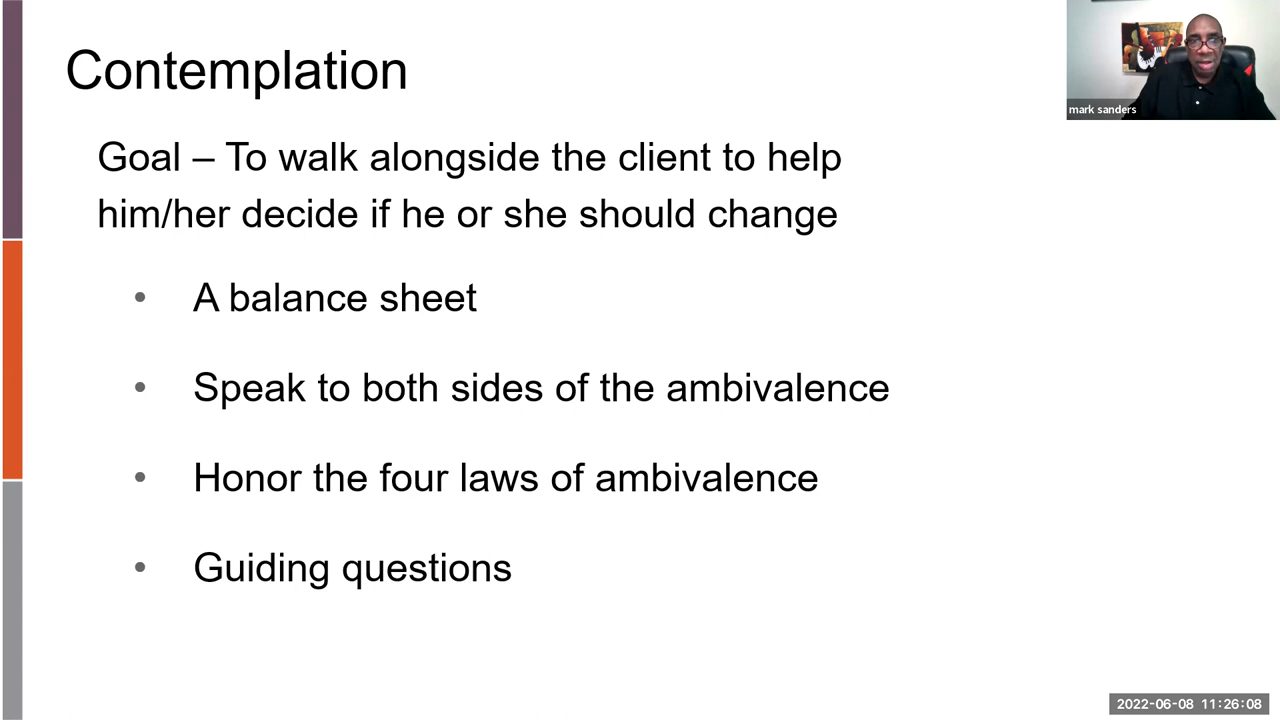 Contemplation
mark sanders
Goal – To walk alongside the client to help
him/her decide if he or she should change
• A balance sheet
• Speak to both sides of the ambivalence
• Honor the four laws of ambivalence
• Guiding questions
2022-06-08 11:26:08